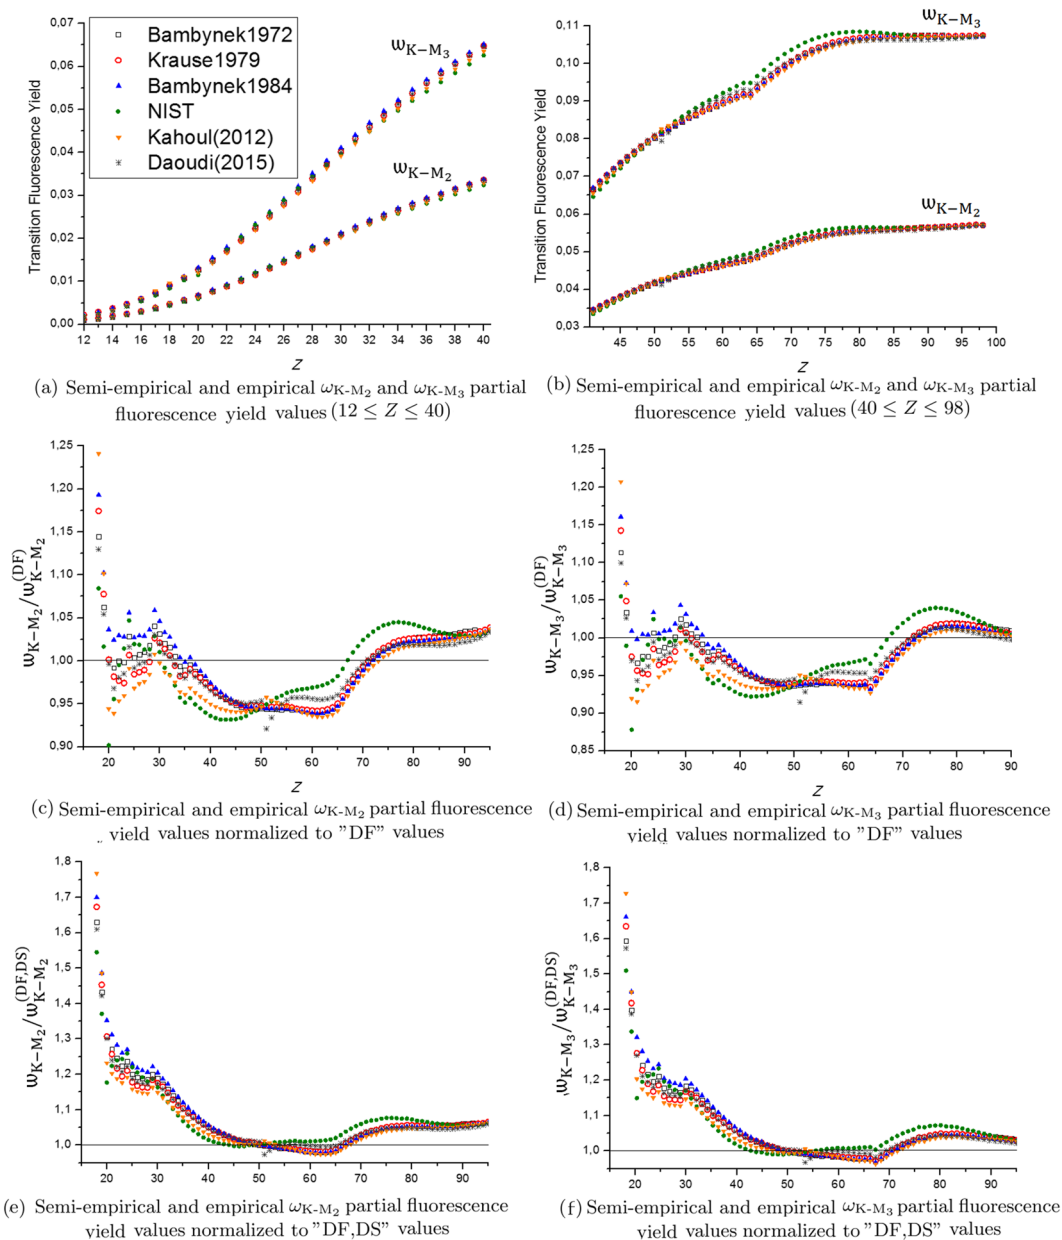 0,07
0,06
0,05
0,04
0,03
0,02
0,01
0,00
Transition Fluorescence Yield
Bambynek1972
Krause1979
Bambynek1984
NIST
Kahoul(2012)
Daoudi(2015)
ωK−M3
ωK−M2
12 14 16 18 20 22 24 26 28 30 32 34 36 38 40
Z
(a) Semi-empirical and empirical ωK-M2 and ωK-M3 partial
fluorescence yield values (12 ≤ Z ≤ 40)
0,11
0,10
0,09
0,08
0,07
0,06
0,05
0,04
0,03
Transition Fluorescence Yield
ωK−M3
ωK−M2
45 50 55 60 65 70 75 80 85 90 95 100
Z
(b) Semi-empirical and empirical ωK-M2 and ωK-M3 partial
fluorescence yield values (40 ≤ Z ≤ 98)
1,25
1,20
1,15
1,10
1,05
1,00
0,95
0,90
ωK−M2/ωK−M2(DF)
20 30 40 50 60 70 80 90
Z
(c) Semi-empirical and empirical ωK-M2 partial fluorescence
yield values normalized to "DF" values
1,25
1,20
1,15
1,10
1,05
1,00
0,95
0,90
0,85
ωK−M3/ωK−M3(DF)
20 30 40 50 60 70 80 90
Z
(d) Semi-empirical and empirical ωK-M3 partial fluorescence
yield values normalized to "DF" values
1,8
1,7
1,6
1,5
1,4
1,3
1,2
1,1
1,0
ωK−M2/ωK−M2(DF,DS)
20 30 40 50 60 70 80 90
(e) Semi-empirical and empirical ωK-M2 partial fluorescence
yield values normalized to "DF,DS" values
1,8
1,7
1,6
1,5
1,4
1,3
1,2
1,1
1,0
ωK−M3/ωK−M3(DF,DS)
20 30 40 50 60 70 80 90
(f) Semi-empirical and empirical ωK-M3 partial fluorescence
yield values normalized to "DF,DS" values